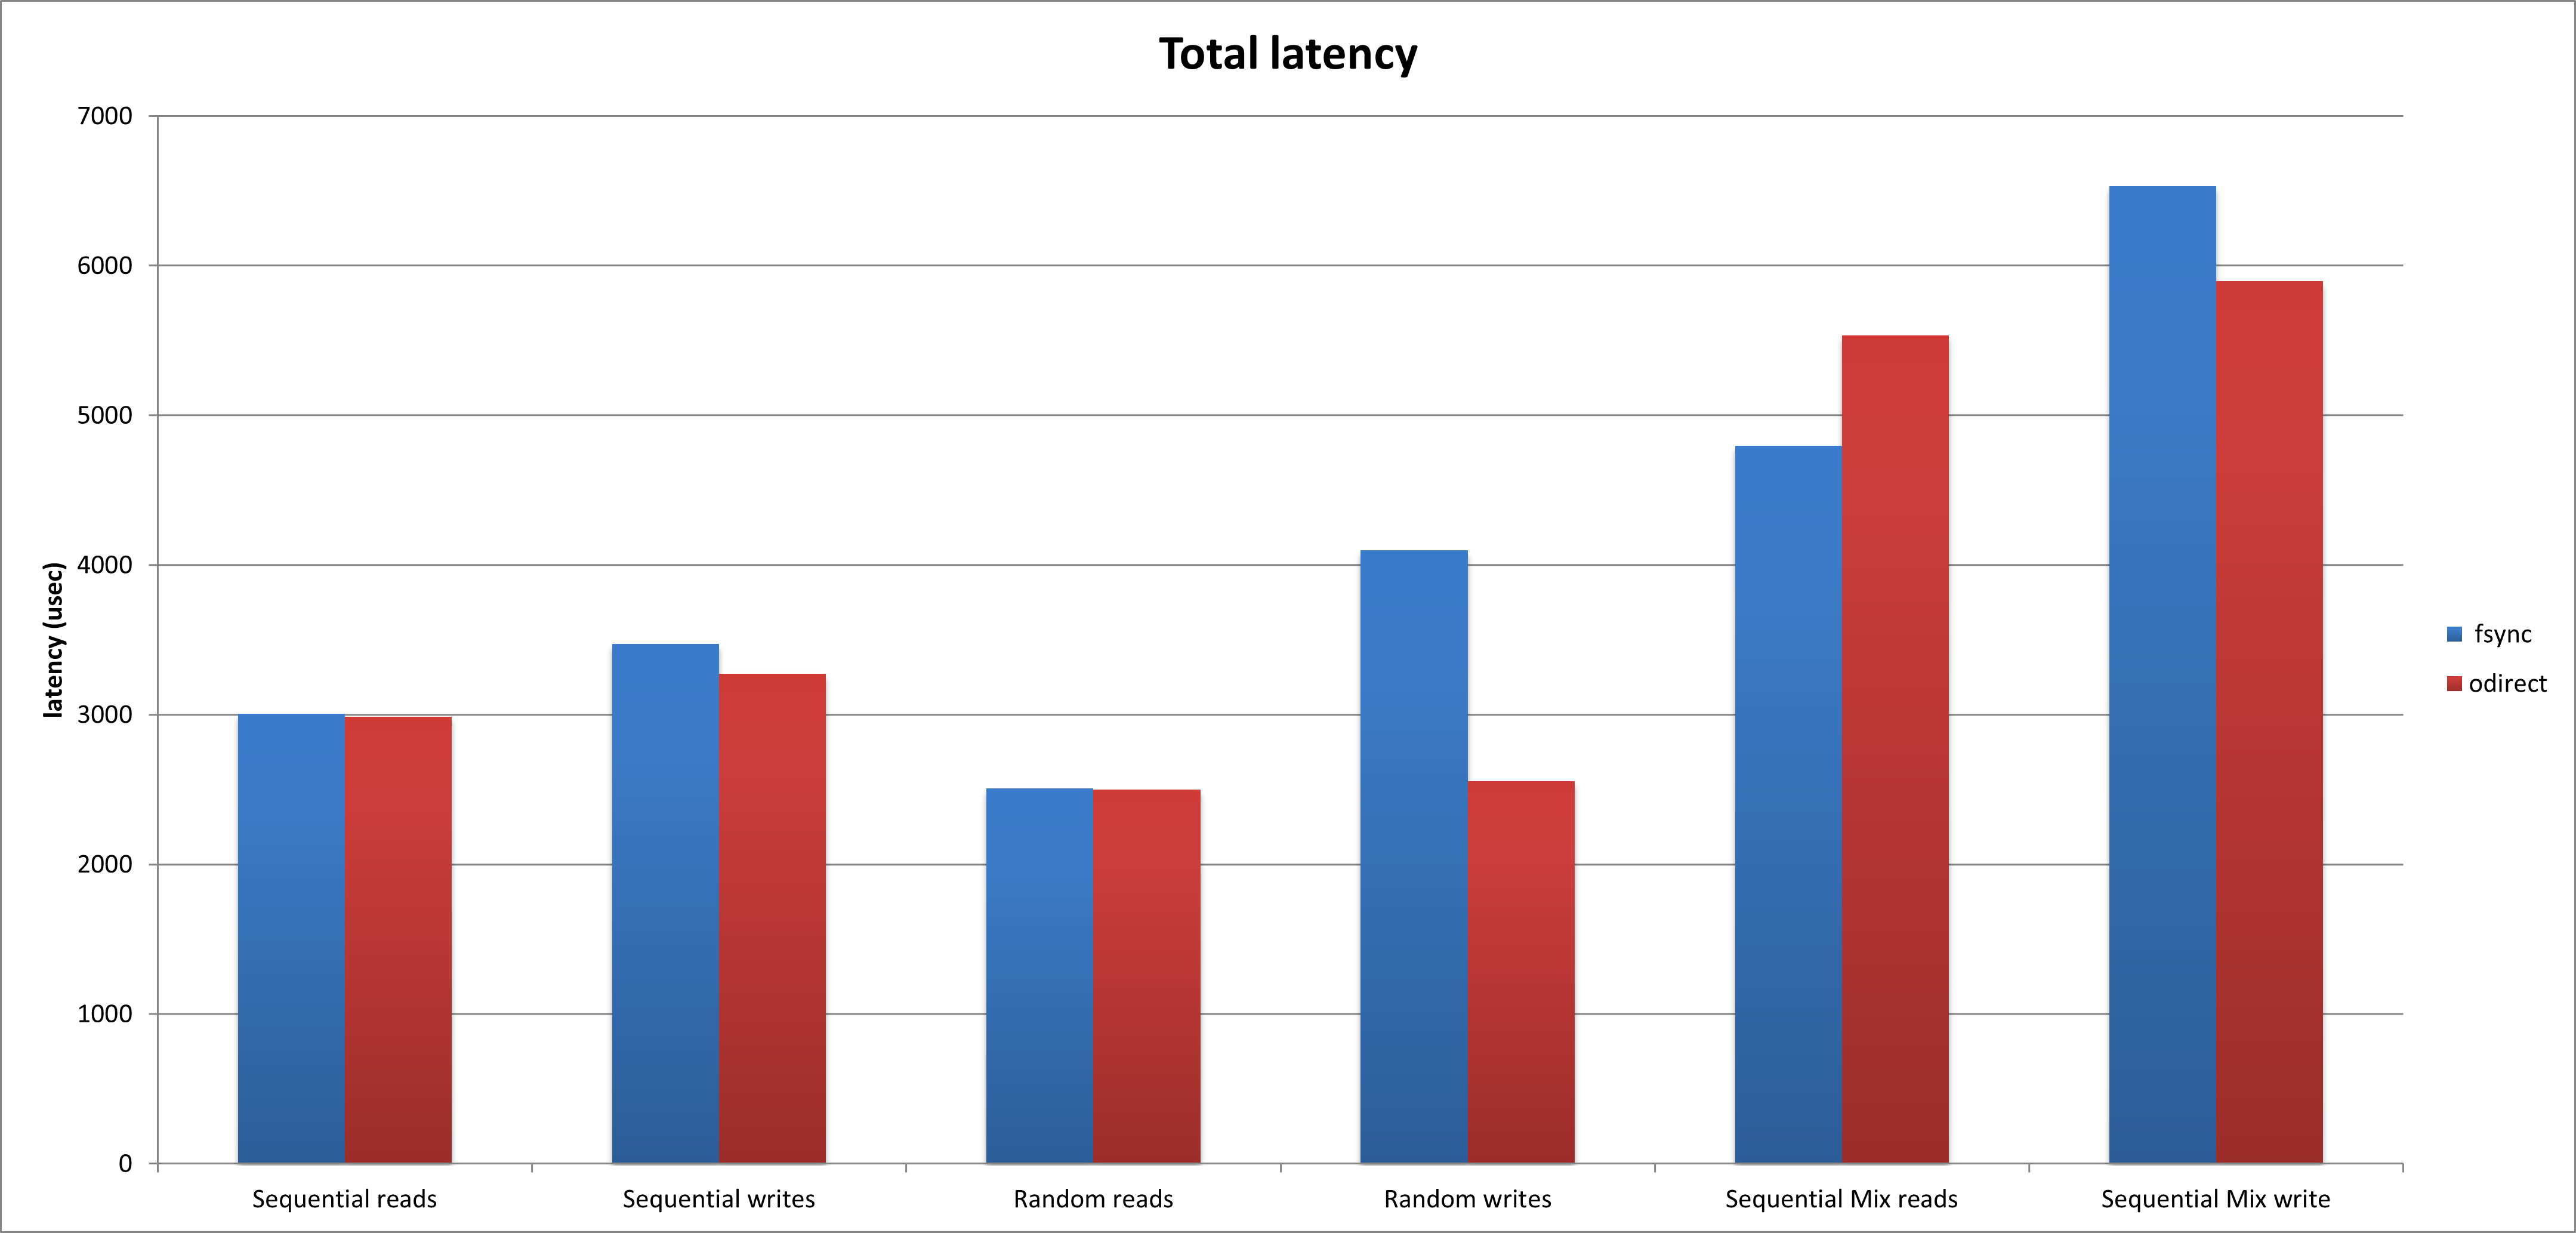 Total latency
7000
6000
5000
4000
3000
2000
1000
0
latency (usec)
Sequential reads
Sequential writes
Random reads
Random writes
Sequential Mix reads
Sequential Mix write
fsync
odirect